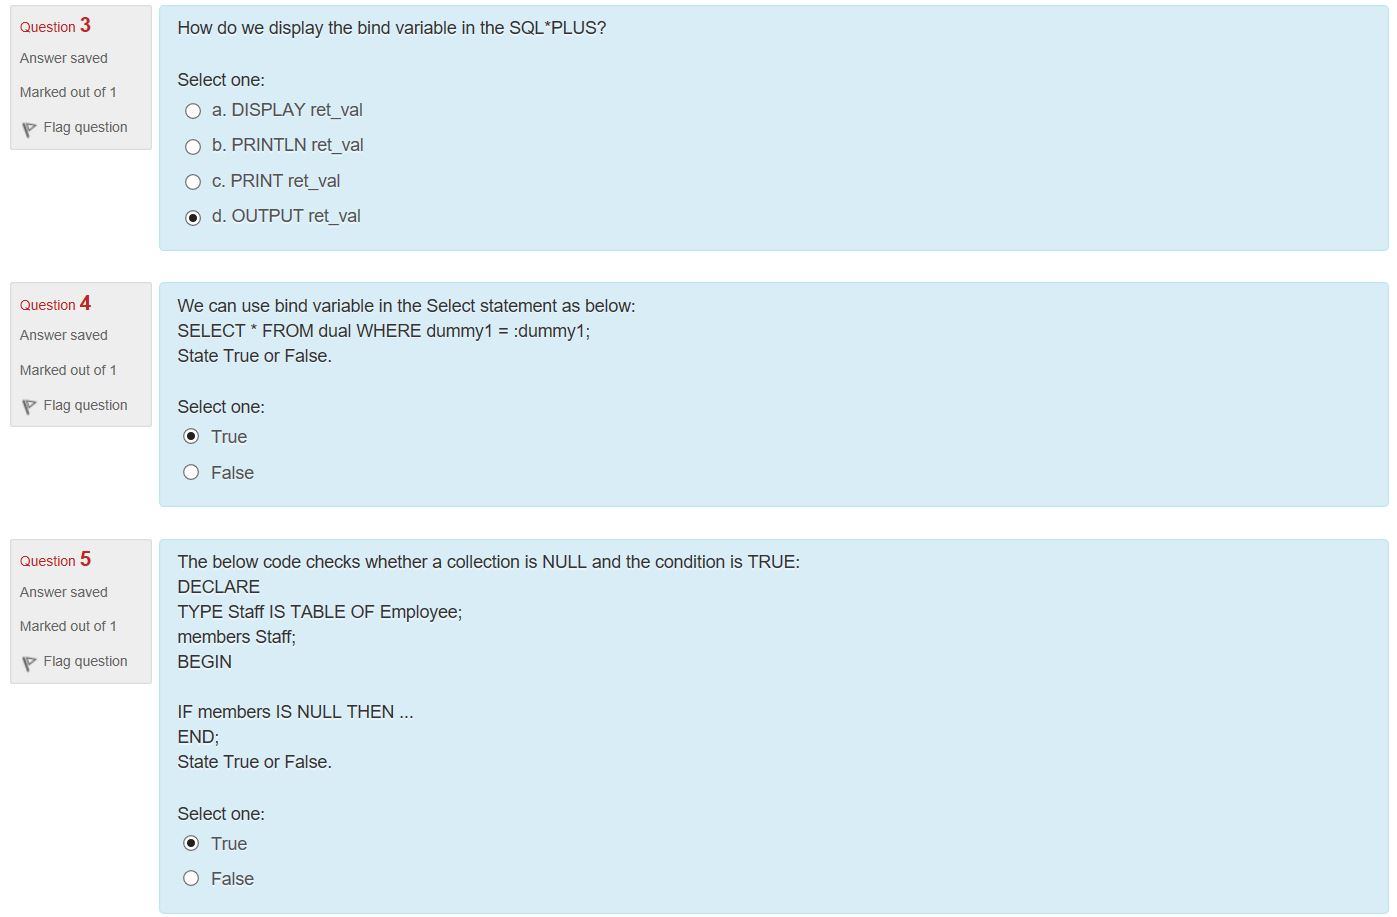 Question 3
Answer saved
Marked out of 1
Flag question
How do we display the bind variable in the SQL*PLUS?
Select one:
a. DISPLAY ret_val
b. PRINTLN ret_val
c. PRINT ret_val
d. OUTPUT ret_val
Question 4
Answer saved
Marked out of 1
Flag question
We can use bind variable in the Select statement as below:
SELECT * FROM dual WHERE dummy1 = :dummy1;
State True or False.
Select one:
True
False
Question 5
Answer saved
Marked out of 1
Flag question
The below code checks whether a collection is NULL and the condition is TRUE:
DECLARE
TYPE Staff IS TABLE OF Employee;
members Staff;
BEGIN
IF members IS NULL THEN ...
END;
State True or False.
Select one:
True
False